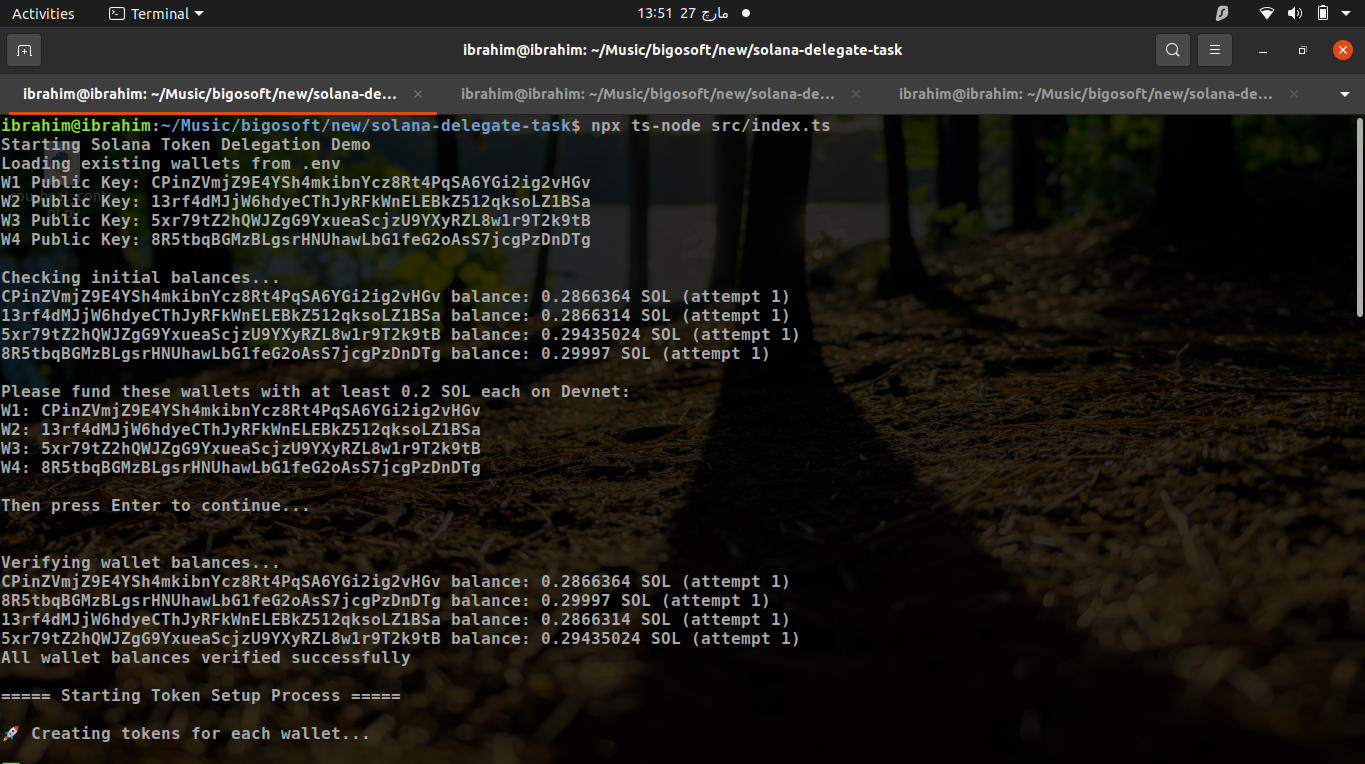 Activities
Terminal
13:51 27 مارچ
ibrahim@ibrahim: ~/Music/bigosoft/new/solana-delegate-task
ibrahim@ibrahim: ~/Music/bigosoft/new/solana-de...
ibrahim@ibrahim: ~/Music/bigosoft/new/solana-de...
ibrahim@ibrahim: ~/Music/bigosoft/new/solana-de...
ibrahim@ibrahim:~/Music/bigosoft/new/solana-delegate-task$ npx ts-node src/index.ts
Starting Solana Token Delegation Demo
Loading existing wallets from .env
W1 Public Key: CPinZVmjZ9E4YSh4mkibnYcz8Rt4PqSA6YGi2ig2vHGv
W2 Public Key: 13rf4dMJjW6hdyeCThJyRFkWnELEBkZ512qksoLZ1BSa
W3 Public Key: 5xr79tZ2hQWJZgG9YxueaScjzU9YXyRZL8w1r9T2k9tB
W4 Public Key: 8R5tbqBGMzBLgsrHNUhawLbG1feG2oAsS7jcgPzDnDTg
Checking initial balances...
CPinZVmjZ9E4YSh4mkibnYcz8Rt4PqSA6YGi2ig2vHGv balance: 0.2866364 SOL (attempt 1)
13rf4dMJjW6hdyeCThJyRFkWnELEBkZ512qksoLZ1BSa balance: 0.2866314 SOL (attempt 1)
5xr79tZ2hQWJZgG9YxueaScjzU9YXyRZL8w1r9T2k9tB balance: 0.29435024 SOL (attempt 1)
8R5tbqBGMzBLgsrHNUhawLbG1feG2oAsS7jcgPzDnDTg balance: 0.29997 SOL (attempt 1)
Please fund these wallets with at least 0.2 SOL each on Devnet:
W1: CPinZVmjZ9E4YSh4mkibnYcz8Rt4PqSA6YGi2ig2vHGv
W2: 13rf4dMJjW6hdyeCThJyRFkWnELEBkZ512qksoLZ1BSa
W3: 5xr79tZ2hQWJZgG9YxueaScjzU9YXyRZL8w1r9T2k9tB
W4: 8R5tbqBGMzBLgsrHNUhawLbG1feG2oAsS7jcgPzDnDTg
Then press Enter to continue...
Verifying wallet balances...
CPinZVmjZ9E4YSh4mkibnYcz8Rt4PqSA6YGi2ig2vHGv balance: 0.2866364 SOL (attempt 1)
8R5tbqBGMzBLgsrHNUhawLbG1feG2oAsS7jcgPzDnDTg balance: 0.29997 SOL (attempt 1)
13rf4dMJjW6hdyeCThJyRFkWnELEBkZ512qksoLZ1BSa balance: 0.2866314 SOL (attempt 1)
5xr79tZ2hQWJZgG9YxueaScjzU9YXyRZL8w1r9T2k9tB balance: 0.29435024 SOL (attempt 1)
All wallet balances verified successfully
===== Starting Token Setup Process =====
🚀 Creating tokens for each wallet...